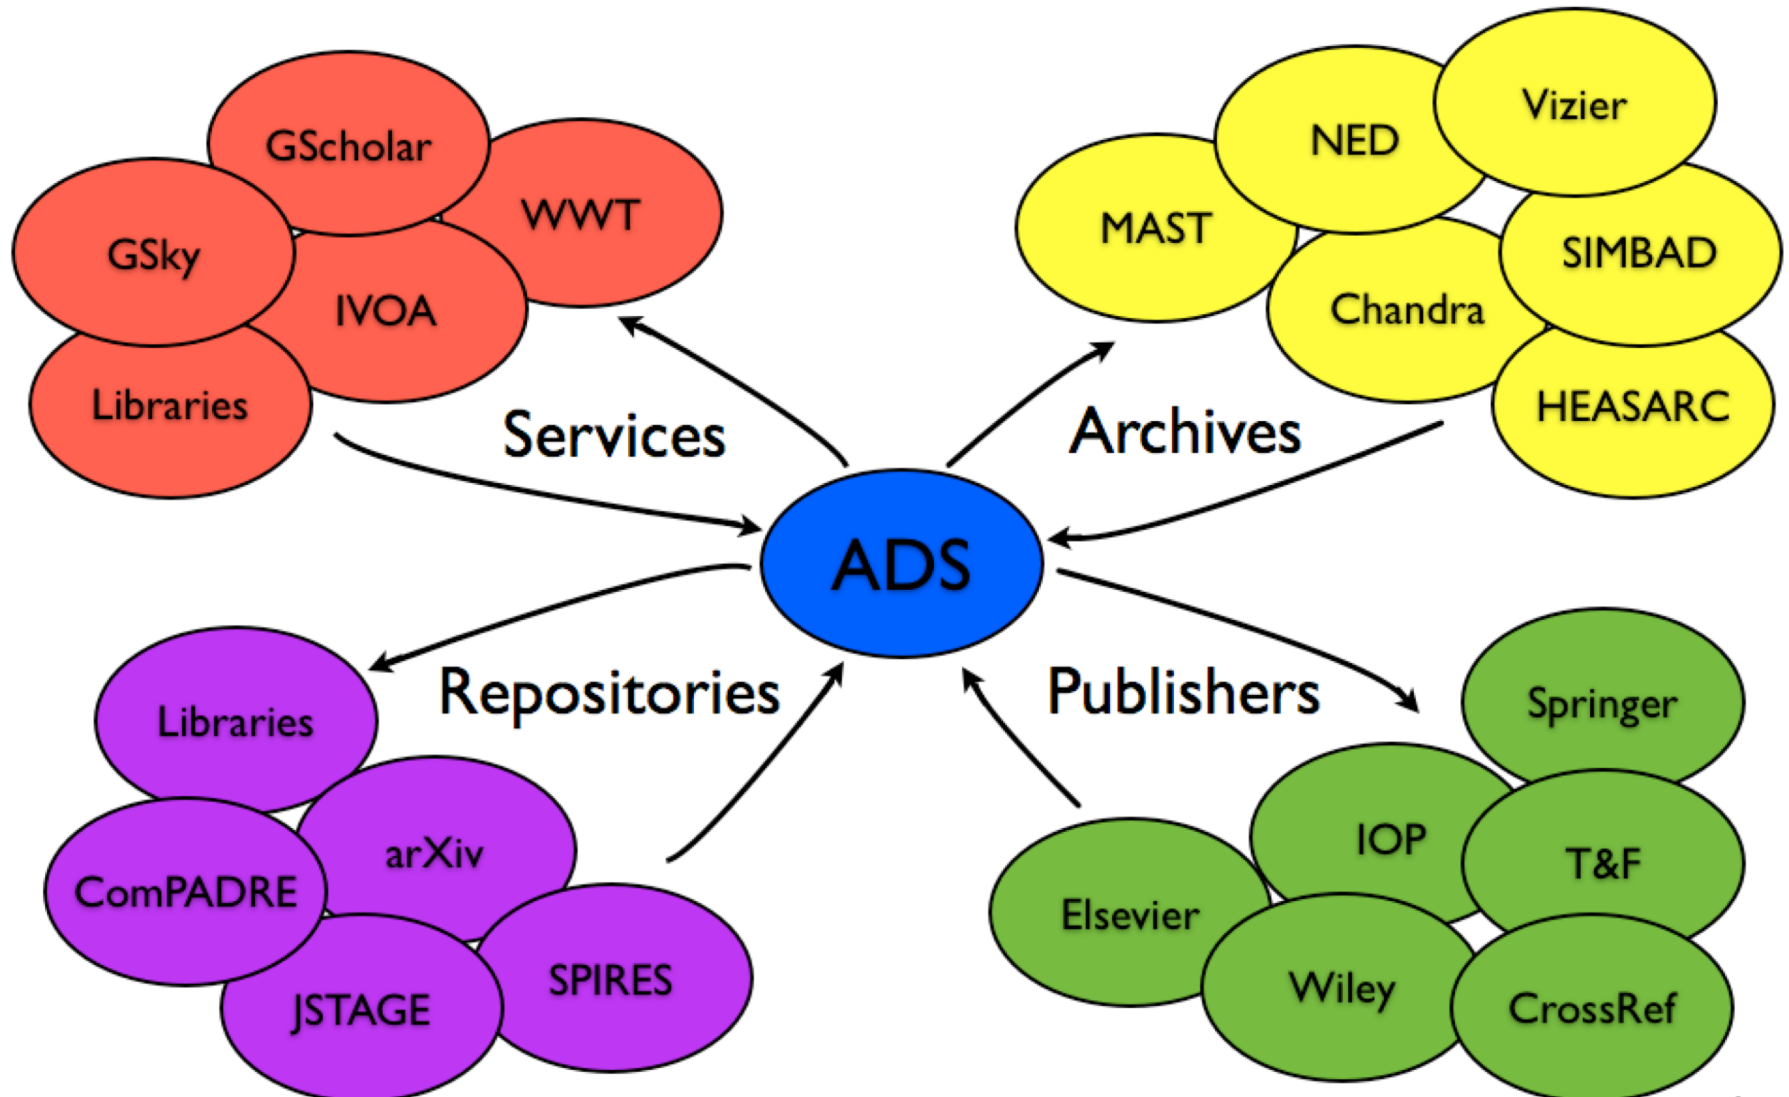 GScholar
WWT
GSky
IVOA
Libraries
Services
Vizier
NED
MAST
SIMBAD
Chandra
HEASARC
Archives
ADS
Repositories
Libraries
arXiv
ComPADRE
SPIRES
JSTAGE
Publishers
Springer
IOP
T&F
Elsevier
Wiley
CrossRef